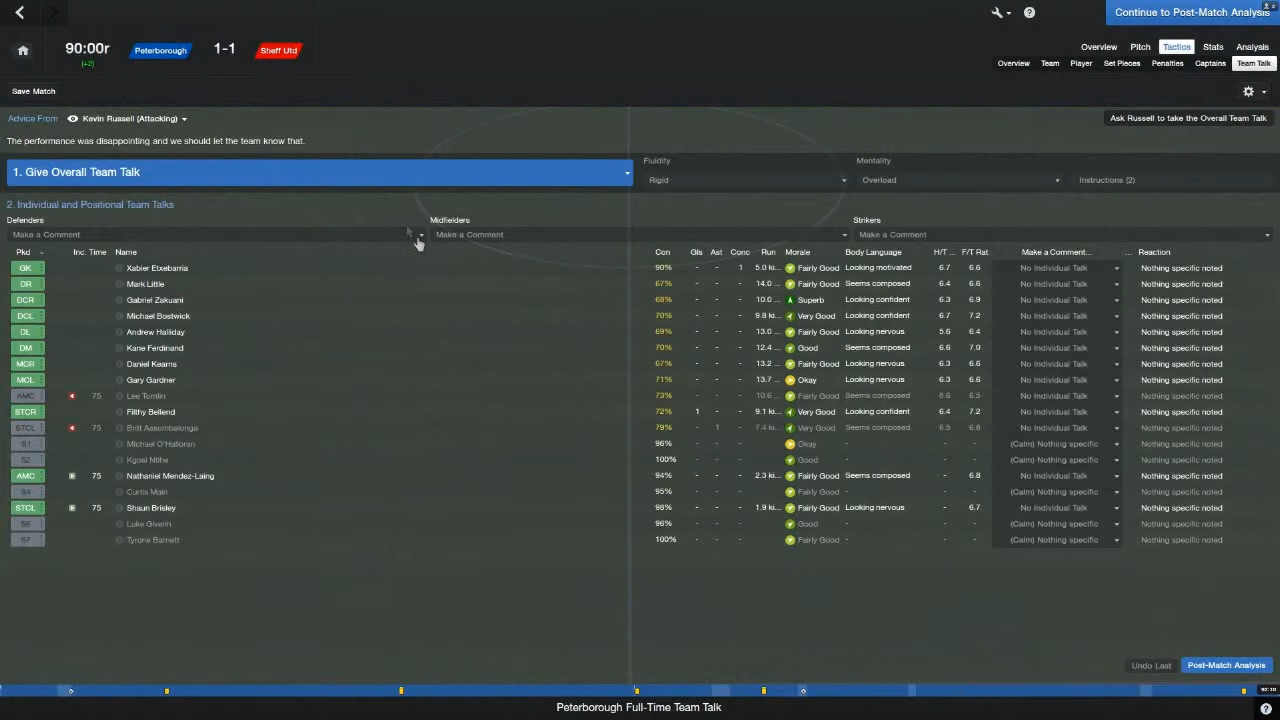 Continue to Post-Match Analysis
90:00r Peterborough 1-1 Sheff Utd
(+2)
Overview Pitch Tactics Stats Analysis
Overview Team Player Set Pieces Penalties Captains Team Talk
Save Match
Advice From Kevin Russell (Attacking)
Ask Russell to take the Overall Team Talk
The performance was disappointing and we should let the team know that.
1. Give Overall Team Talk
Fluidity Mentality
Rigid Overload Instructions (2)
2. Individual and Positional Team Talks
Defenders Midfielders Strikers
Make a Comment Make a Comment Make a Comment
Pkd Inc. Time Name Con Gls Ast Conc Run Morale Body Language H/T ... F/T Rat Make a Comment... ... Reaction
GK Xabier Etxebarria 90% - - 1 5.0 ki... Fairly Good Looking motivated 6.7 6.6 No Individual Talk Nothing specific noted
DR Mark Little 67% - - - 14.0 ... Fairly Good Seems composed 6.4 6.6 No Individual Talk Nothing specific noted
DCR Gabriel Zakuani 68% - - - 10.0 ... Superb Looking confident 6.3 6.9 No Individual Talk Nothing specific noted
DCL Michael Bostwick 70% - - - 9.8 ki... Very Good Looking confident 6.7 7.2 No Individual Talk Nothing specific noted
DL Andrew Halliday 69% - - - 13.0 ... Fairly Good Looking nervous 5.6 6.4 No Individual Talk Nothing specific noted
DM Kane Ferdinand 70% - - - 12.4 ... Good Seems composed 6.6 7.0 No Individual Talk Nothing specific noted
MCR Daniel Kearns 67% - - - 13.2 ... Fairly Good Looking nervous 6.3 6.6 No Individual Talk Nothing specific noted
MCL Gary Gardner 71% - - - 13.7 ... Okay Looking nervous 6.3 6.6 No Individual Talk Nothing specific noted
AMC 75 Lee Tomlin 73% - - - 10.6 ... Fairly Good Seems composed 6.8 6.5 No Individual Talk Nothing specific noted
STCR Filthy Bellend 72% 1 - - 9.1 ki... Very Good Looking confident 6.4 7.2 No Individual Talk Nothing specific noted
STCL 75 Britt Assombalonga 79% - 1 - 7.4 ki... Very Good Seems composed 6.5 6.8 No Individual Talk Nothing specific noted
S1 Michael O'Halloran 96% - - - - Okay - - - (Calm) Nothing specific Nothing specific noted
S2 Kgosi Ntlhe 100% - - - - Good - - - (Calm) Nothing specific Nothing specific noted
AMC 75 Nathaniel Mendez-Laing 94% - - - 2.3 ki... Fairly Good Seems composed - 6.8 No Individual Talk Nothing specific noted
S4 Curtis Main 95% - - - - Fairly Good - - - (Calm) Nothing specific Nothing specific noted
STCL 75 Shaun Brisley 98% - - - 1.9 ki... Fairly Good Looking nervous - 6.7 No Individual Talk Nothing specific noted
S6 Luke Giverin 96% - - - - Good - - - (Calm) Nothing specific Nothing specific noted
S7 Tyrone Barnett 100% - - - - Fairly Good - - - (Calm) Nothing specific Nothing specific noted
Undo Last Post-Match Analysis
92:10
Peterborough Full-Time Team Talk